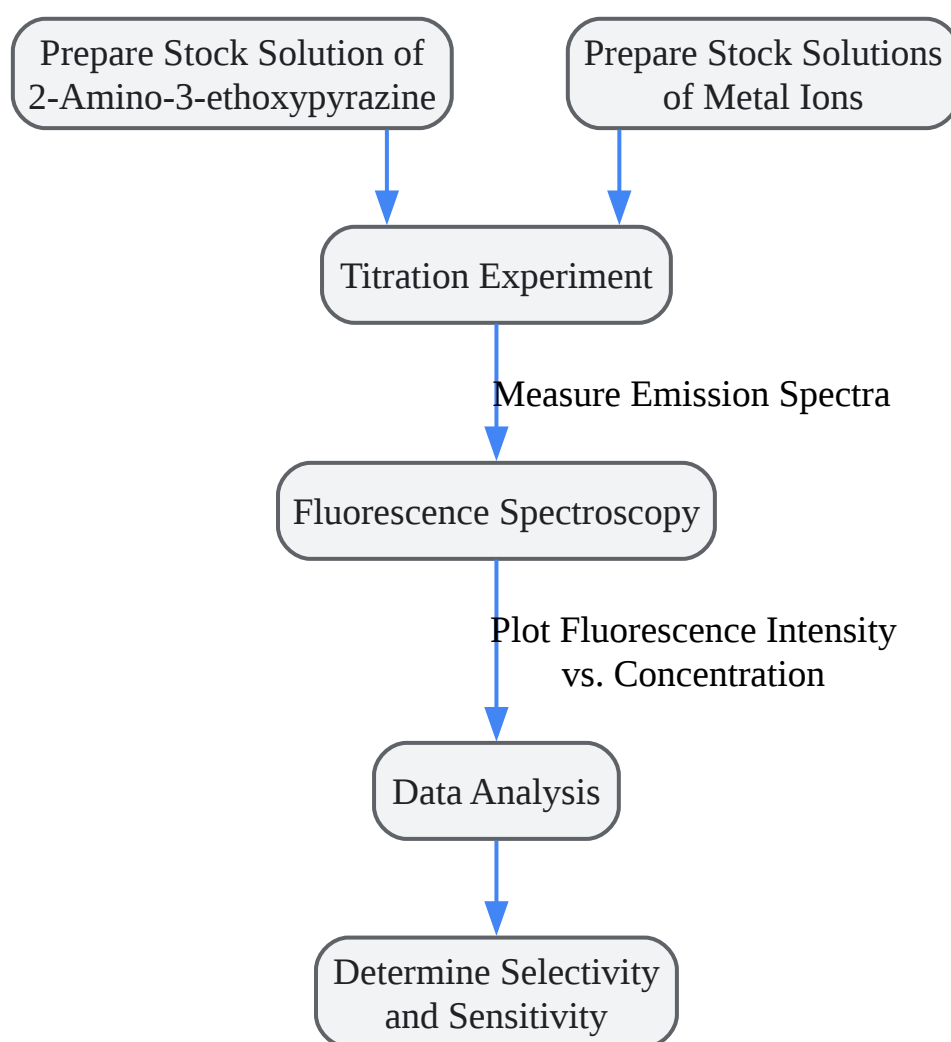 Prepare Stock Solution of
2-Amino-3-ethoxypyrazine
Prepare Stock Solutions
of Metal Ions
Titration Experiment
Measure Emission Spectra
Fluorescence Spectroscopy
Plot Fluorescence Intensity
vs. Concentration
Data Analysis
Determine Selectivity
and Sensitivity